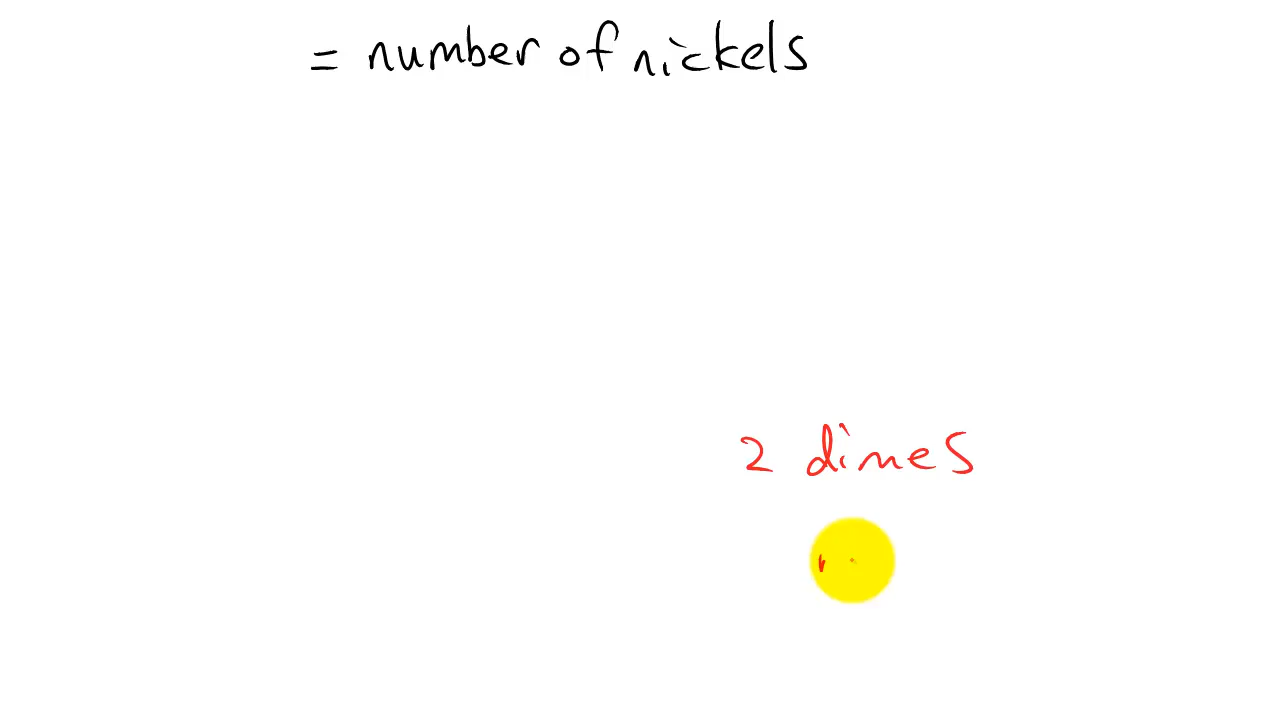 = number of nickels
2 dimes